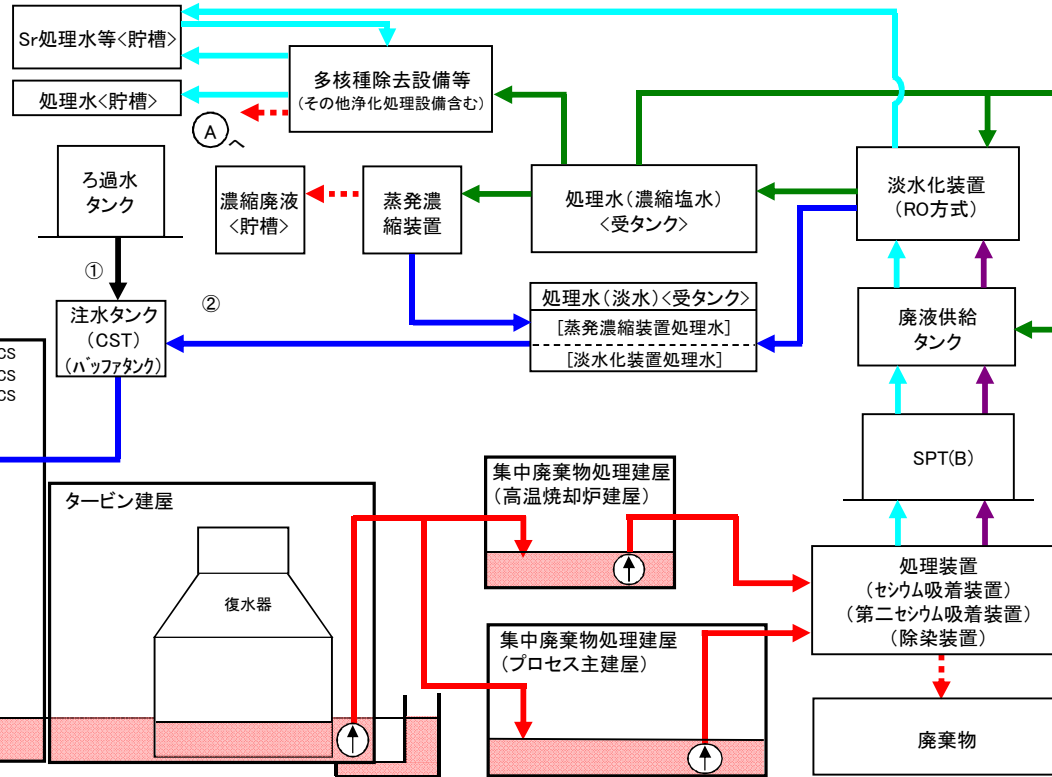 Sr処理水等<貯槽>
処理水<貯槽>
多核種除去設備等
(その他浄化処理設備含む)
A
へ
ろ過水
タンク
濃縮廃液
<貯槽>
蒸発濃
縮装置
処理水(濃縮塩水)
<受タンク>
淡水化装置
(RO方式)
①
②
注水タンク
(CST)
(バッファタンク)
処理水(淡水)<受タンク>
[蒸発濃縮装置処理水]
[淡水化装置処理水]
廃液供給
タンク
CS
CS
CS
SPT(B)
タービン建屋
復水器
集中廃棄物処理建屋
(高温焼却炉建屋)
集中廃棄物処理建屋
(プロセス主建屋)
処理装置
(セシウム吸着装置)
(第二セシウム吸着装置)
(除染装置)
廃棄物